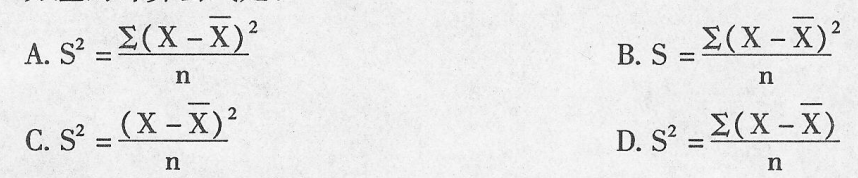 A. S² = Σ(X - X̄)² / n
B. S = Σ(X - X̄)² / n
C. S² = (X - X̄)² / n
D. S² = Σ(X - X̄) / n